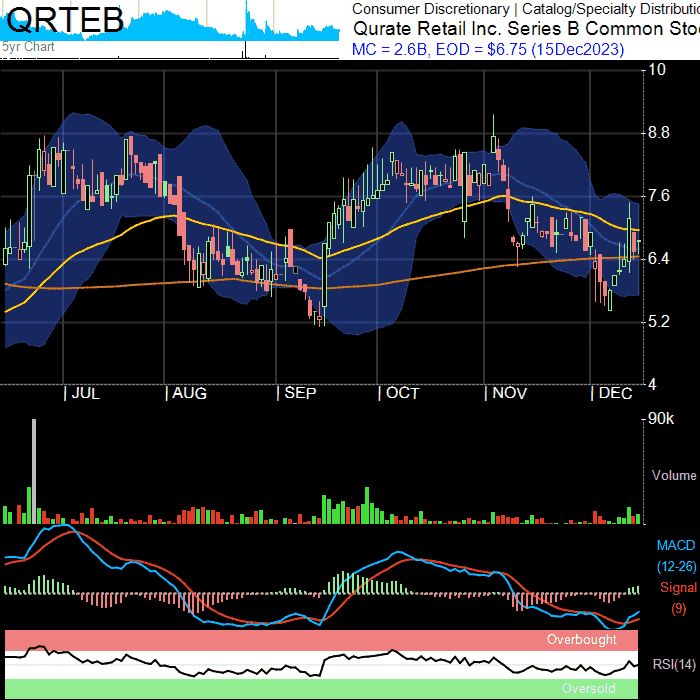 QRTEB
5yr Chart
Consumer Discretionary | Catalog/Specialty Distributi
Qurate Retail Inc. Series B Common Sto
MC = 2.6B, EOD = $6.75 (15Dec2023)
10
8.8
7.6
6.4
5.2
4
| JUL | AUG | SEP | OCT | NOV | DEC
90k
Volume
MACD
(12-26)
Signal
(9)
Overbought
RSI(14)
Oversold